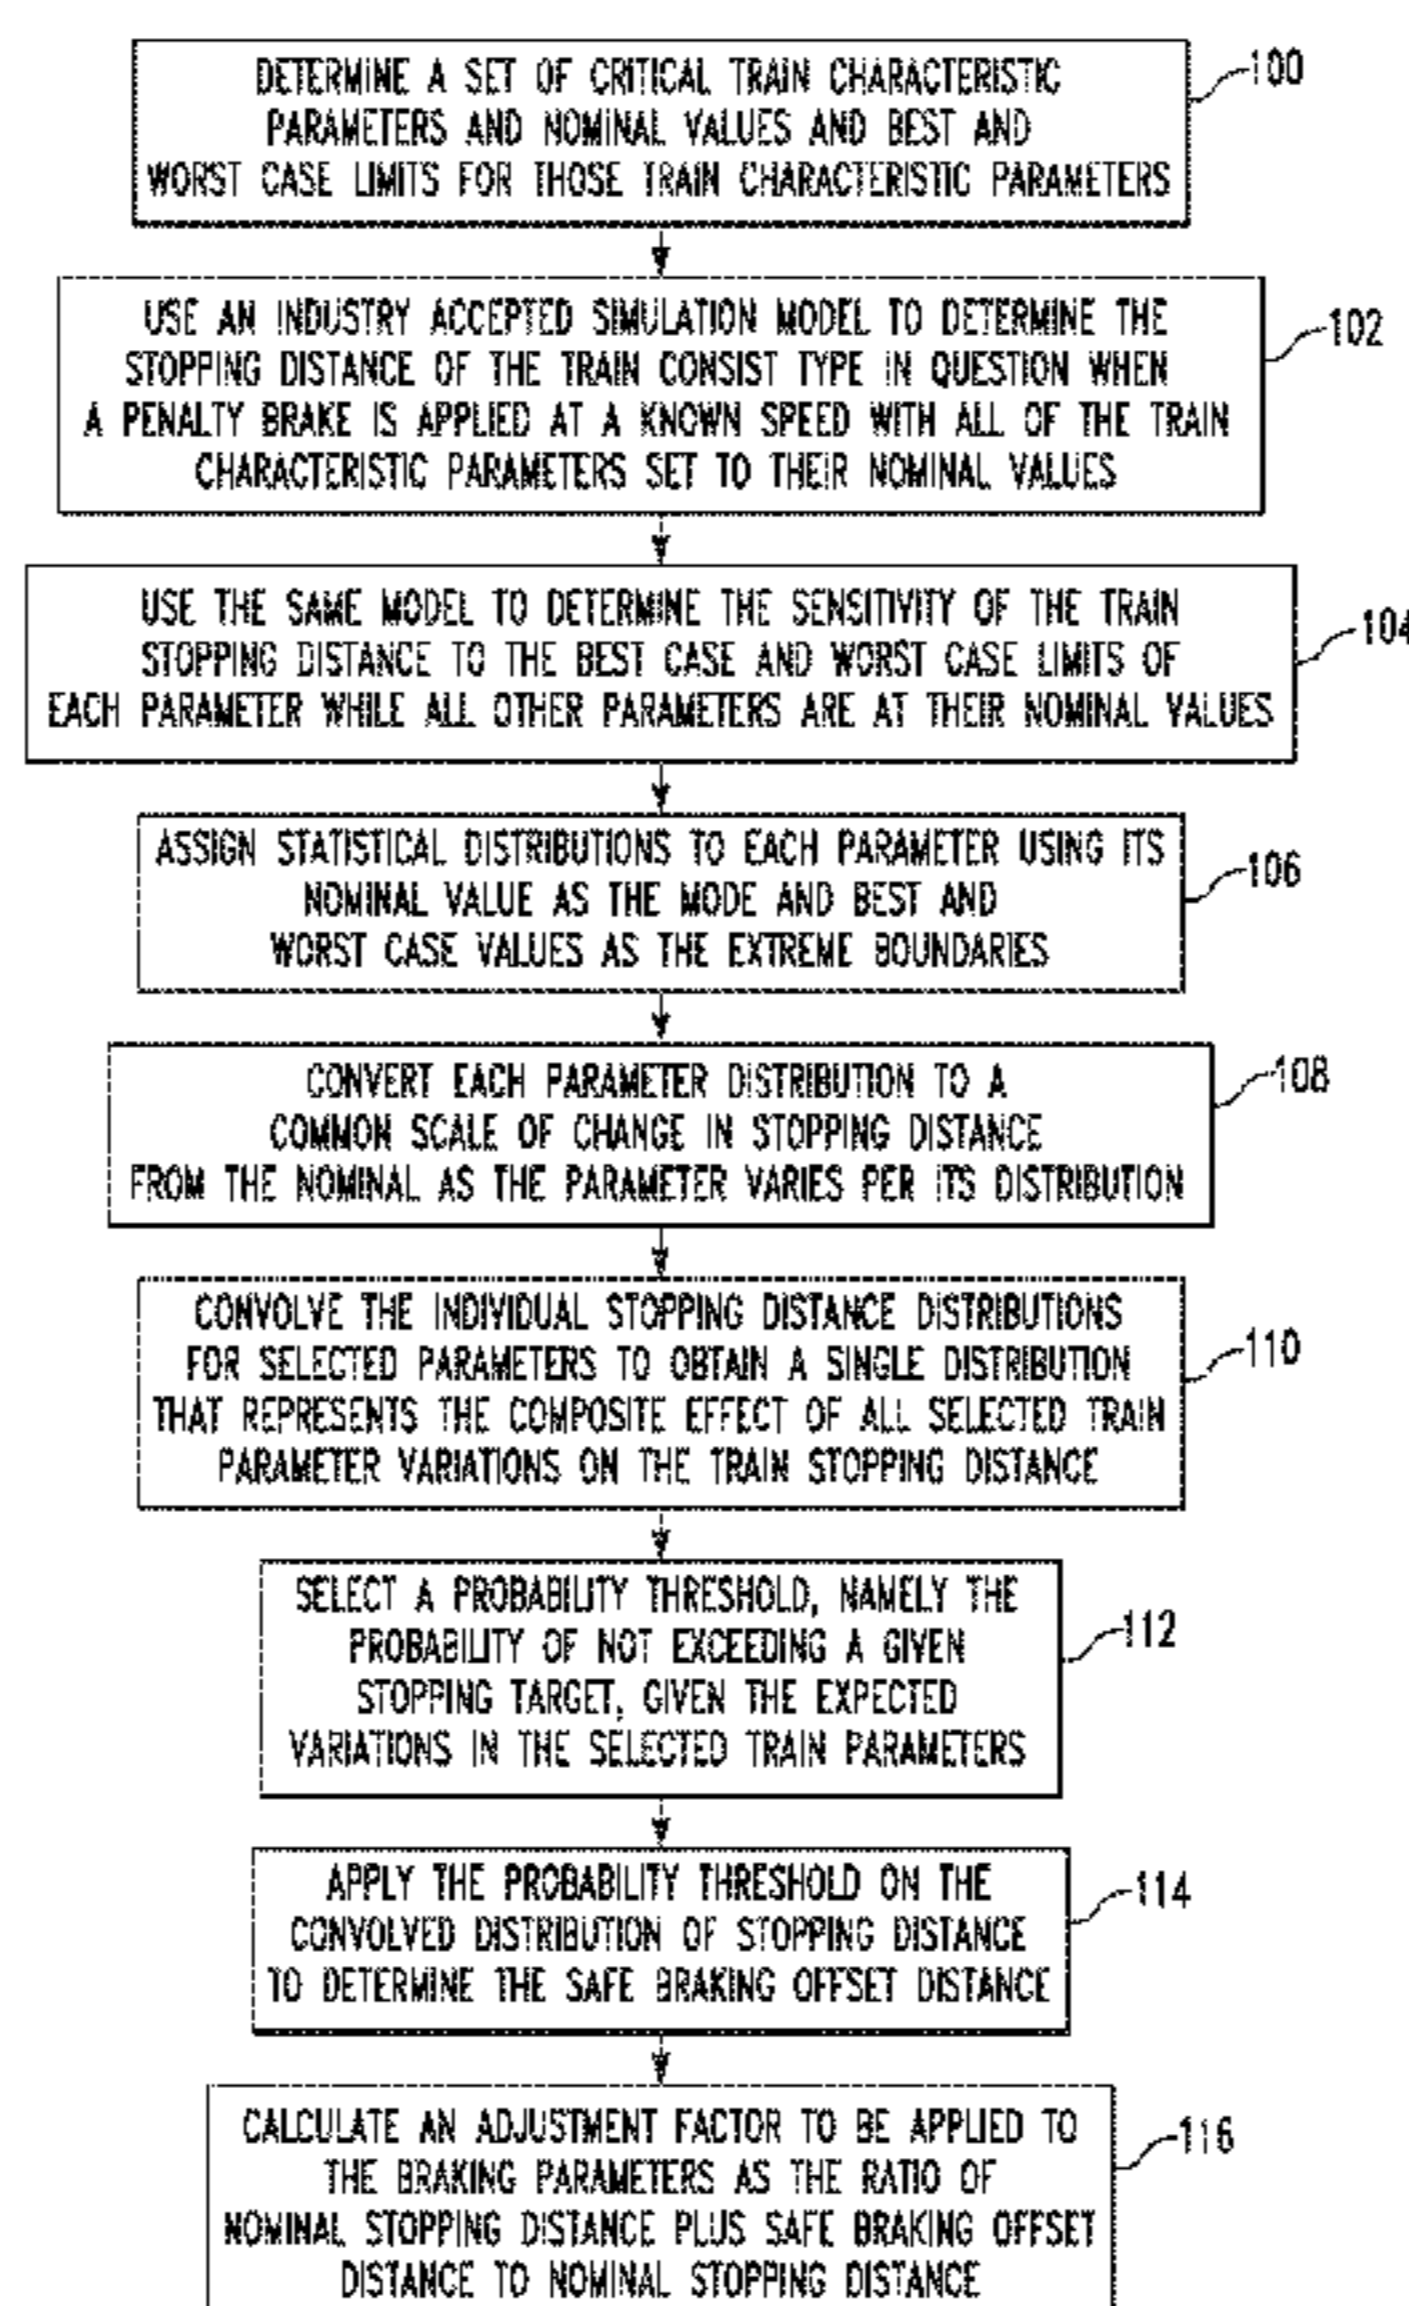 DETERMINE A SET OF CRITICAL TRAIN CHARACTERISTIC
PARAMETERS AND NOMINAL VALUES AND BEST AND
WORST CASE LIMITS FOR THOSE TRAIN CHARACTERISTIC PARAMETERS
100
USE AN INDUSTRY ACCEPTED SIMULATION MODEL TO DETERMINE THE
STOPPING DISTANCE OF THE TRAIN CONSIST TYPE IN QUESTION WHEN
A PENALTY BRAKE IS APPLIED AT A KNOWN SPEED WITH ALL OF THE TRAIN
CHARACTERISTIC PARAMETERS SET TO THEIR NOMINAL VALUES
102
USE THE SAME MODEL TO DETERMINE THE SENSITIVITY OF THE TRAIN
STOPPING DISTANCE TO THE BEST CASE AND WORST CASE LIMITS OF
EACH PARAMETER WHILE ALL OTHER PARAMETERS ARE AT THEIR NOMINAL VALUES
104
ASSIGN STATISTICAL DISTRIBUTIONS TO EACH PARAMETER USING ITS
NOMINAL VALUE AS THE MODE AND BEST AND
WORST CASE VALUES AS THE EXTREME BOUNDARIES
106
CONVERT EACH PARAMETER DISTRIBUTION TO A
COMMON SCALE OF CHANGE IN STOPPING DISTANCE
FROM THE NOMINAL AS THE PARAMETER VARIES PER ITS DISTRIBUTION
108
CONVOLVE THE INDIVIDUAL STOPPING DISTANCE DISTRIBUTIONS
FOR SELECTED PARAMETERS TO OBTAIN A SINGLE DISTRIBUTION
THAT REPRESENTS THE COMPOSITE EFFECT OF ALL SELECTED TRAIN
PARAMETER VARIATIONS ON THE TRAIN STOPPING DISTANCE
110
SELECT A PROBABILITY THRESHOLD, NAMELY THE
PROBABILITY OF NOT EXCEEDING A GIVEN
STOPPING TARGET, GIVEN THE EXPECTED
VARIATIONS IN THE SELECTED TRAIN PARAMETERS
112
APPLY THE PROBABILITY THRESHOLD ON THE
CONVOLVED DISTRIBUTION OF STOPPING DISTANCE
TO DETERMINE THE SAFE BRAKING OFFSET DISTANCE
114
CALCULATE AN ADJUSTMENT FACTOR TO BE APPLIED TO
THE BRAKING PARAMETERS AS THE RATIO OF
NOMINAL STOPPING DISTANCE PLUS SAFE BRAKING OFFSET
DISTANCE TO NOMINAL STOPPING DISTANCE
116